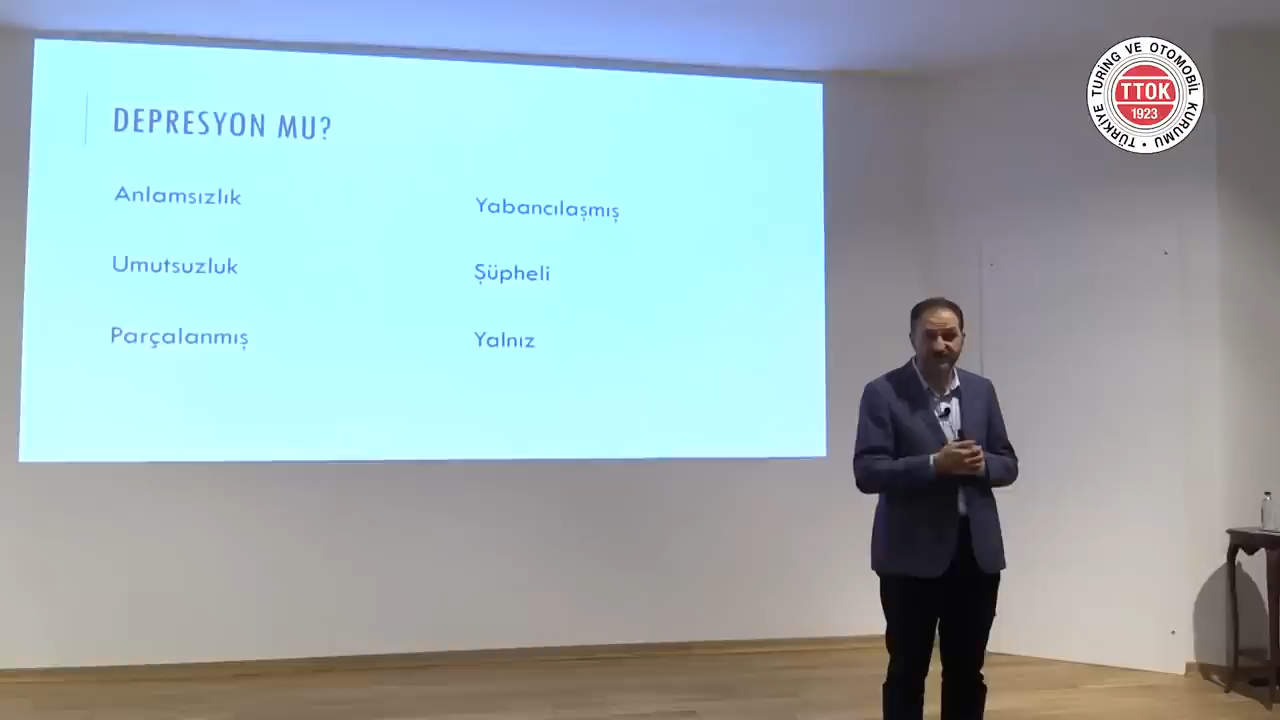 DEPRESYON MU?
Anlamsızlık
Umutsuzluk
Parçalanmış
Yabancılaşmış
Şüpheli
Yalnız
TÜRKİYE TURİNG VE OTOMOBİL KURUMU
TTOK
1923